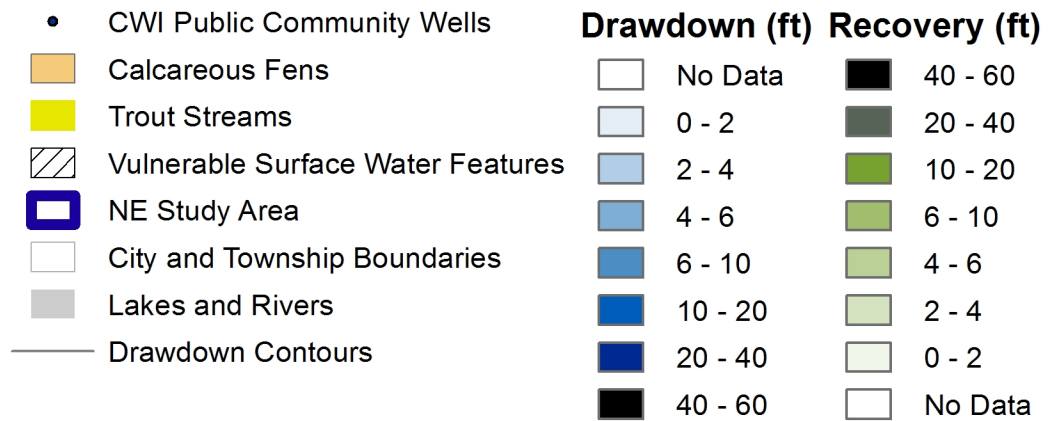 CWI Public Community Wells
Calcareous Fens
Trout Streams
Vulnerable Surface Water Features
NE Study Area
City and Township Boundaries
Lakes and Rivers
Drawdown Contours
Drawdown (ft)
No Data
0 - 2
2 - 4
4 - 6
6 - 10
10 - 20
20 - 40
40 - 60
Recovery (ft)
40 - 60
20 - 40
10 - 20
6 - 10
4 - 6
2 - 4
0 - 2
No Data